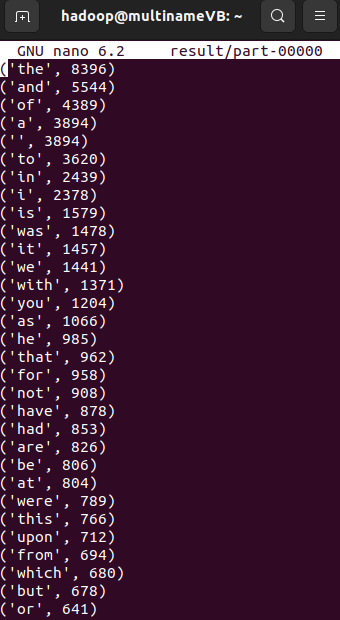 hadoop@multinameVB: ~
GNU nano 6.2 result/part-00000
('the', 8396)
('and', 5544)
('of', 4389)
('a', 3894)
('', 3894)
('to', 3620)
('in', 2439)
('i', 2378)
('is', 1579)
('was', 1478)
('it', 1457)
('we', 1441)
('with', 1371)
('you', 1204)
('as', 1066)
('he', 985)
('that', 962)
('for', 958)
('not', 908)
('have', 878)
('had', 853)
('are', 826)
('be', 806)
('at', 804)
('were', 789)
('this', 766)
('upon', 712)
('from', 694)
('which', 680)
('but', 678)
('or', 641)